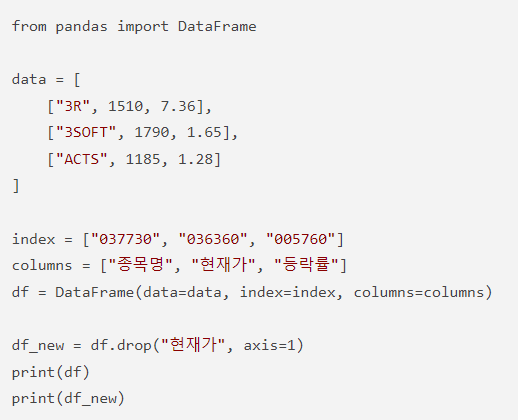 from pandas import DataFrame
data = [
    ["3R", 1510, 7.36],
    ["3SOFT", 1790, 1.65],
    ["ACTS", 1185, 1.28]
]
index = ["037730", "036360", "005760"]
columns = ["종목명", "현재가", "등락률"]
df = DataFrame(data=data, index=index, columns=columns)
df_new = df.drop("현재가", axis=1)
print(df)
print(df_new)